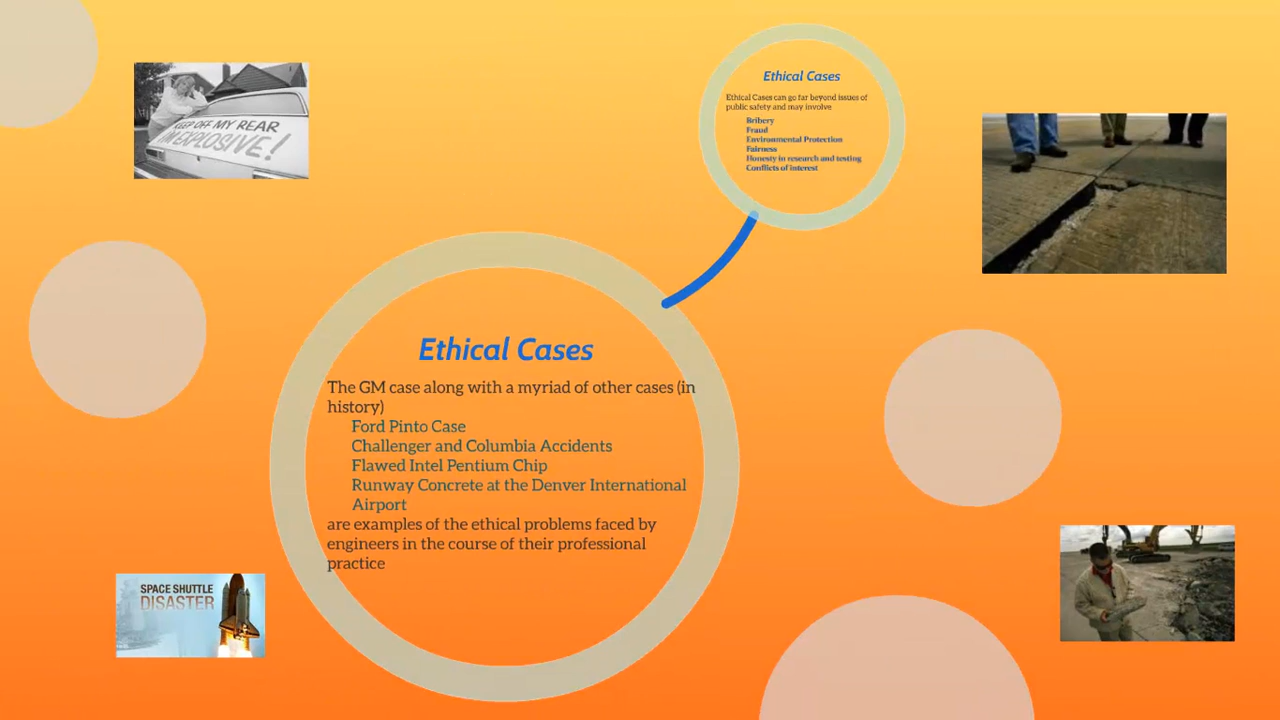 KEEP OFF MY REAR
I'M EXPLOSIVE!
Ethical Cases
Ethical Cases can go far beyond issues of
public safety and may involve
Bribery
Fraud
Environmental Protection
Fairness
Honesty in research and testing
Conflicts of interest
Ethical Cases
The GM case along with a myriad of other cases (in
history)
Ford Pinto Case
Challenger and Columbia Accidents
Flawed Intel Pentium Chip
Runway Concrete at the Denver International
Airport
are examples of the ethical problems faced by
engineers in the course of their professional
practice
SPACE SHUTTLE
DISASTER